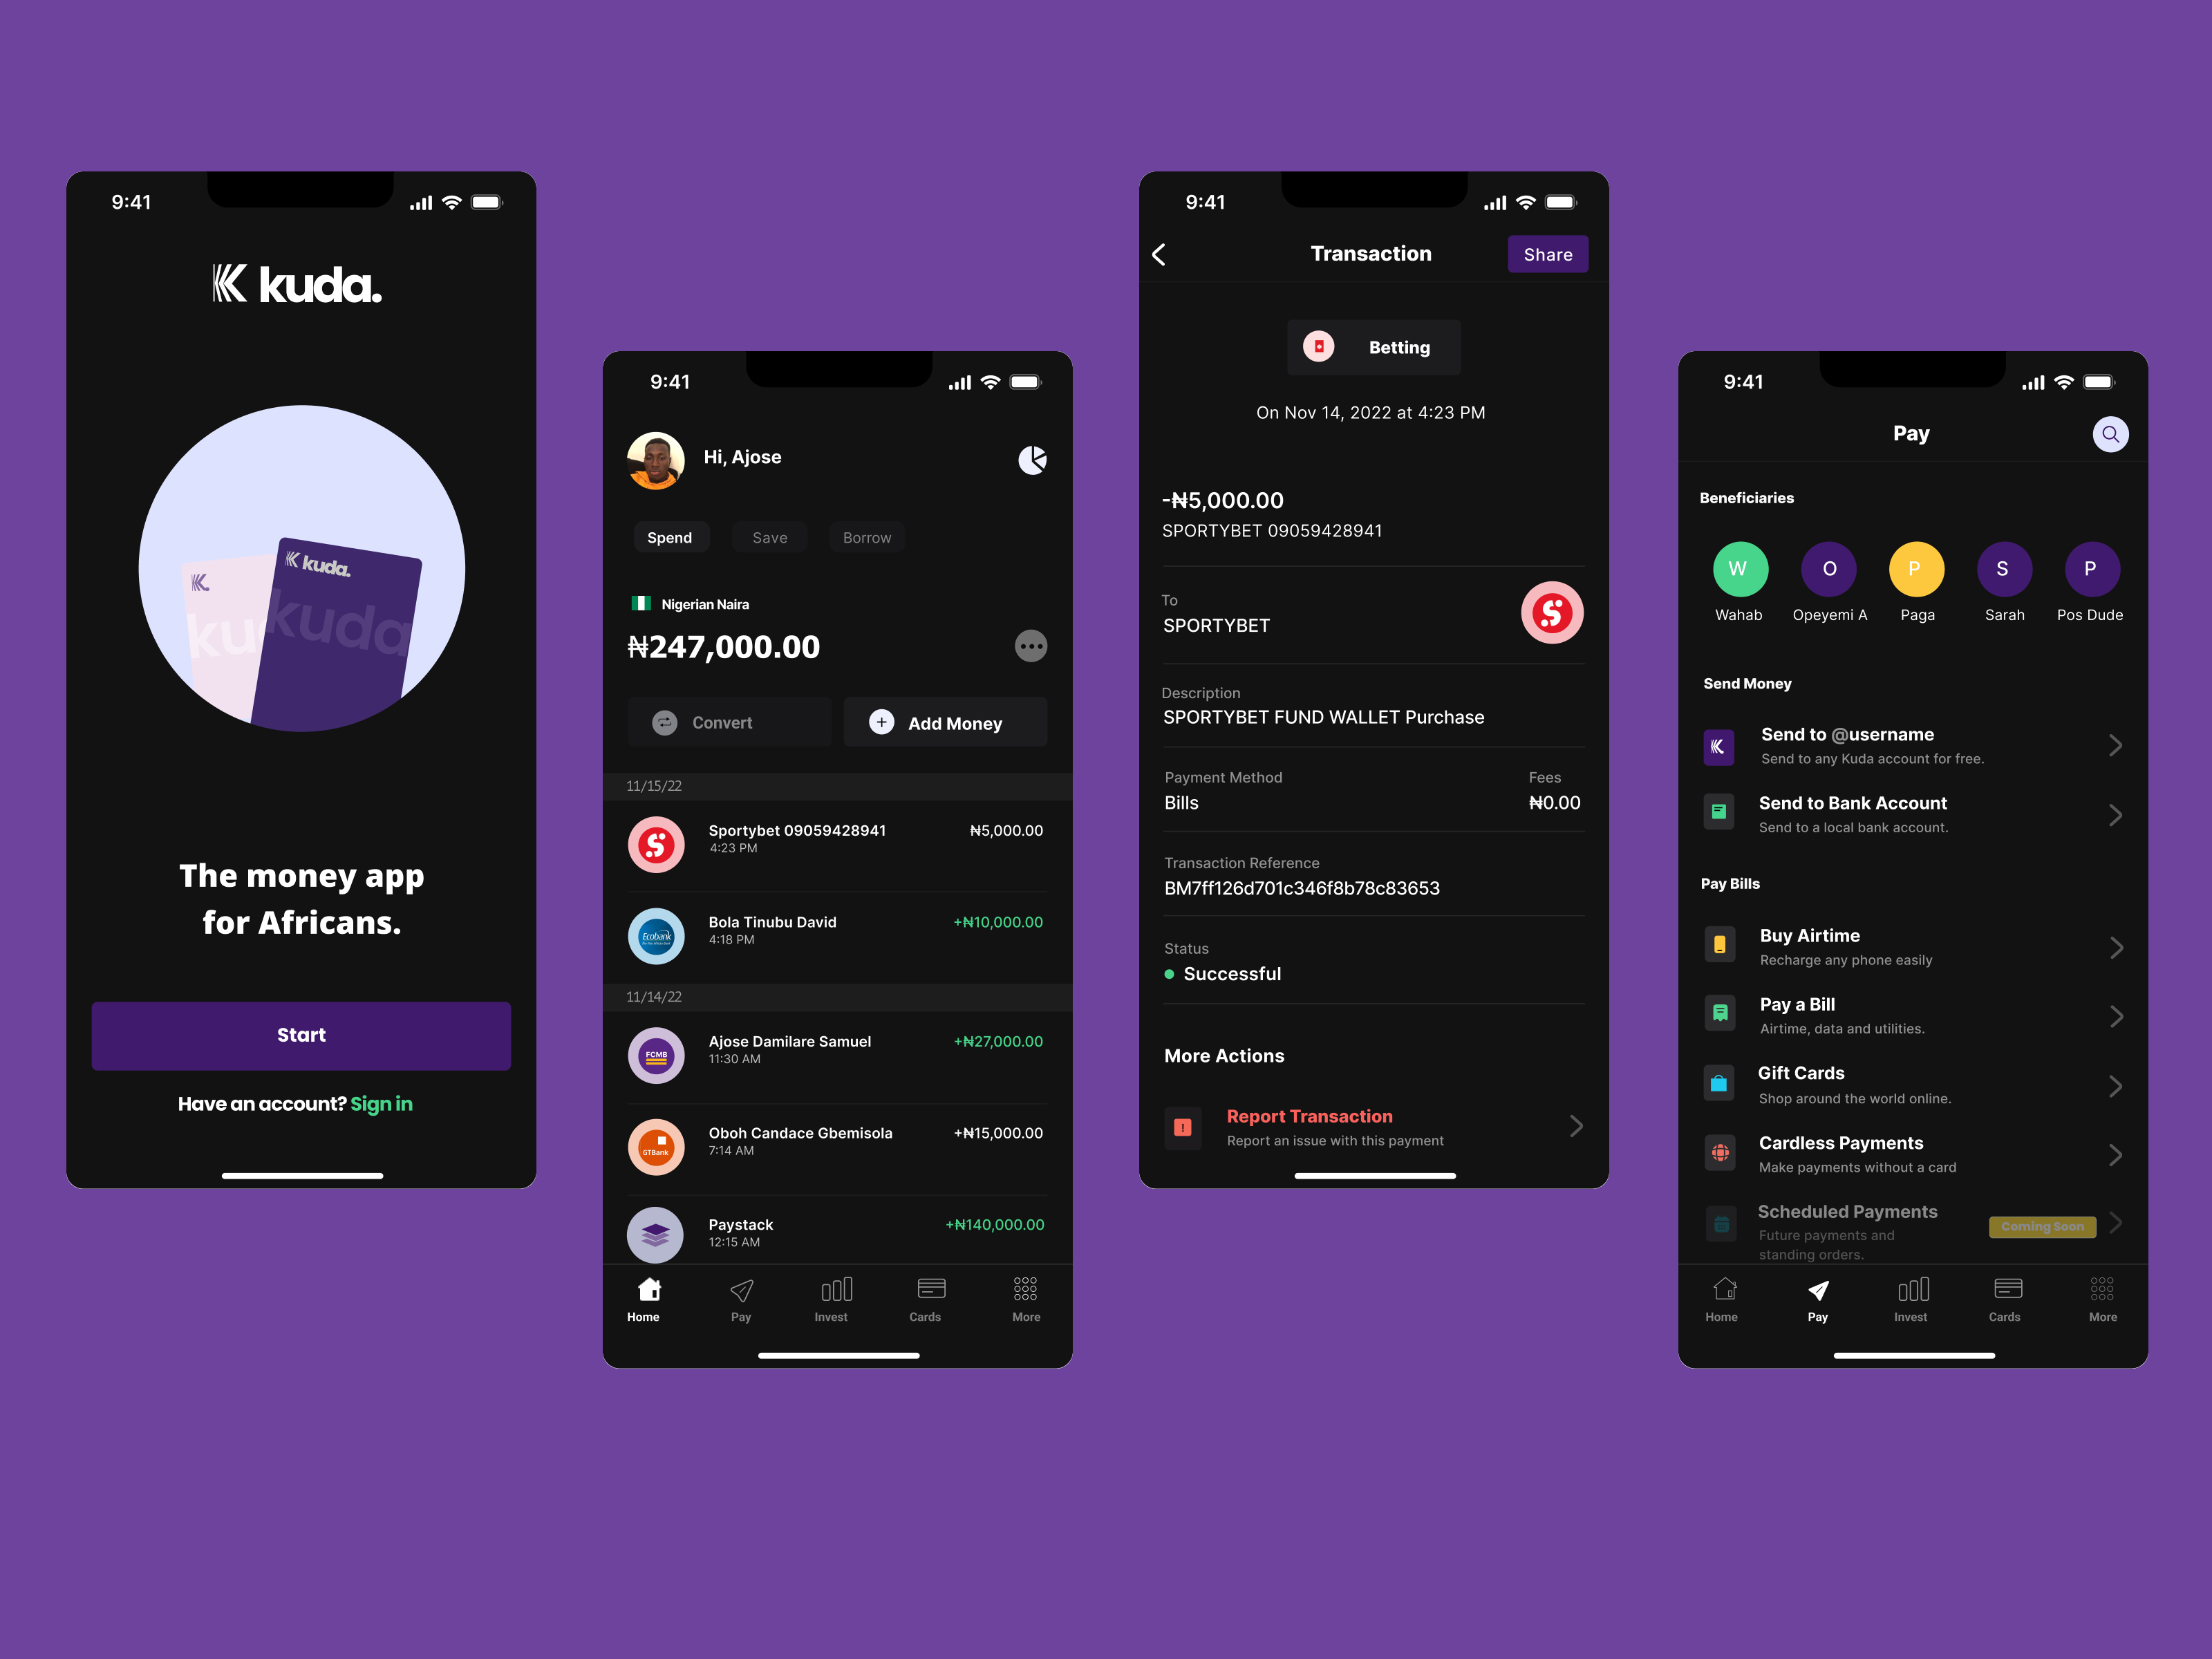 9:41
kuda.
kuda.
kuda
kud
The money app
for Africans.
Start
Have an account? Sign in
9:41
Hi, Ajose
Spend
Save
Borrow
Nigerian Naira
₦247,000.00
Convert
Add Money
11/15/22
Sportybet 09059428941
₦5,000.00
4:23 PM
Ecobank
Bola Tinubu David
+₦10,000.00
4:18 PM
11/14/22
FCMB
Ajose Damilare Samuel
+₦27,000.00
11:30 AM
GTBank
Oboh Candace Gbemisola
+₦15,000.00
7:14 AM
Paystack
+₦140,000.00
12:15 AM
Home
Pay
Invest
Cards
More
9:41
Transaction
Share
Betting
On Nov 14, 2022 at 4:23 PM
-₦5,000.00
SPORTYBET 09059428941
To
SPORTYBET
Description
SPORTYBET FUND WALLET Purchase
Payment Method
Fees
Bills
₦0.00
Transaction Reference
BM7ff126d701c346f8b78c83653
Status
Successful
More Actions
Report Transaction
Report an issue with this payment
9:41
Pay
Beneficiaries
W
O
P
S
P
Wahab
Opeyemi A
Paga
Sarah
Pos Dude
Send Money
Send to @username
Send to any Kuda account for free.
Send to Bank Account
Send to a local bank account.
Pay Bills
Buy Airtime
Recharge any phone easily
Pay a Bill
Airtime, data and utilities.
Gift Cards
Shop around the world online.
Cardless Payments
Make payments without a card
Scheduled Payments
Coming Soon
Future payments and
standing orders.
Home
Pay
Invest
Cards
More